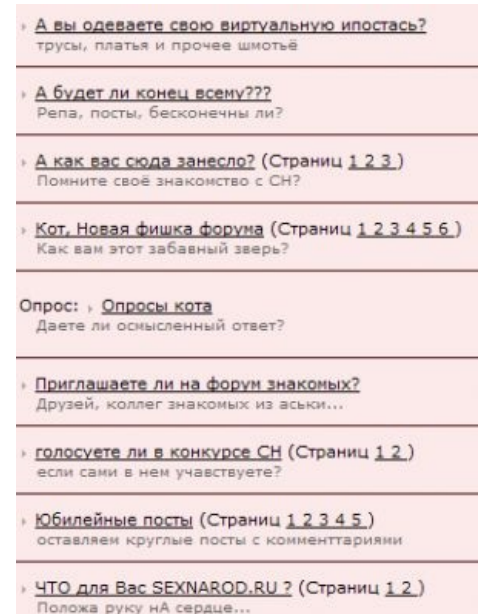 А вы одеваете свою виртуальную ипостась?
трусы, платья и прочее шмотьё
А будет ли конец всему???
Репа, посты, бесконечны ли?
А как вас сюда занесло? (Страниц 1 2 3 )
Помните своё знакомство с СН?
Кот, Новая фишка форума (Страниц 1 2 3 4 5 6 )
Как вам этот забавный зверь?
Опрос: Опросы кота
Даете ли осмысленный ответ?
Приглашаете ли на форум знакомых?
Друзей, коллег знакомых из аськи...
голосуете ли в конкурсе СН (Страниц 1 2 )
если сами в нем учавствуете?
Юбилейные посты (Страниц 1 2 3 4 5 )
оставляем круглые посты с комменттариями
ЧТО для Вас SEXNAROD.RU ? (Страниц 1 2 )
Положа руку нА сердце...